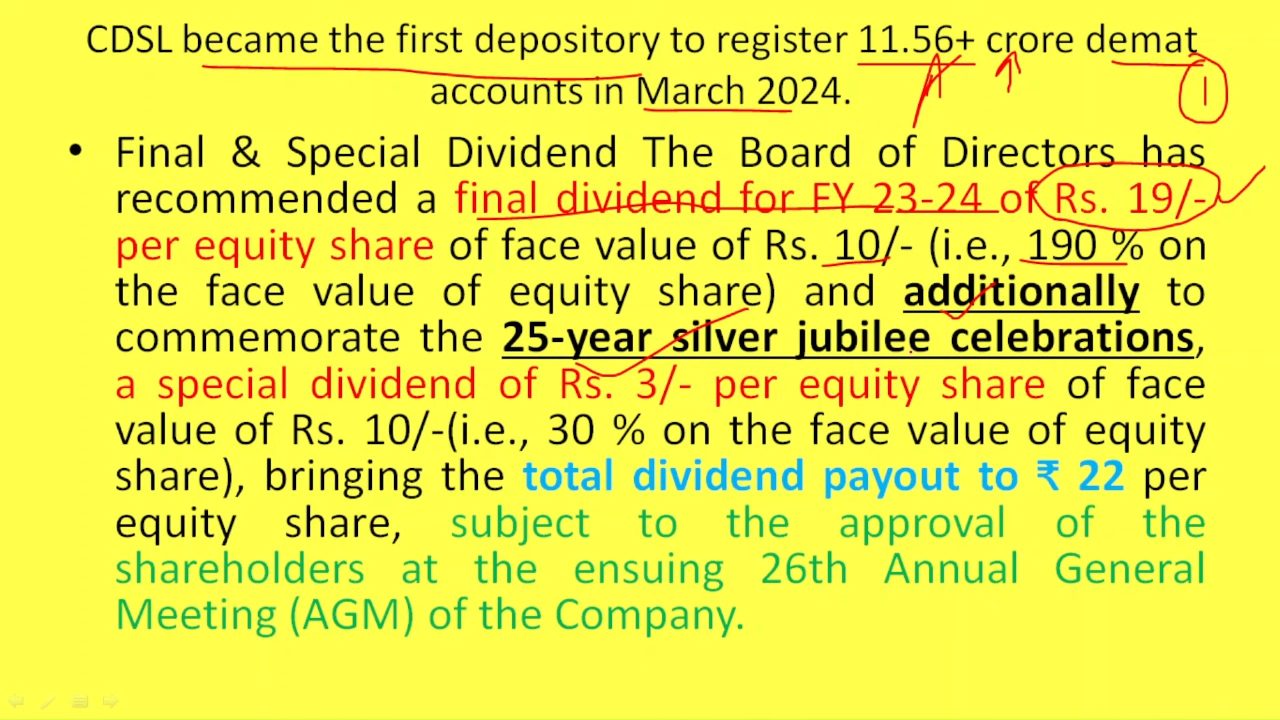 CDSL became the first depository to register 11.56+ crore demat
accounts in March 2024.
1
• Final & Special Dividend The Board of Directors has
recommended a final dividend for FY 23-24 of Rs. 19/-
per equity share of face value of Rs. 10/- (i.e., 190 % on
the face value of equity share) and additionally to
commemorate the 25-year silver jubilee celebrations,
a special dividend of Rs. 3/- per equity share of face
value of Rs. 10/-(i.e., 30 % on the face value of equity
share), bringing the total dividend payout to ₹ 22 per
equity share, subject to the approval of the
shareholders at the ensuing 26th Annual General
Meeting (AGM) of the Company.